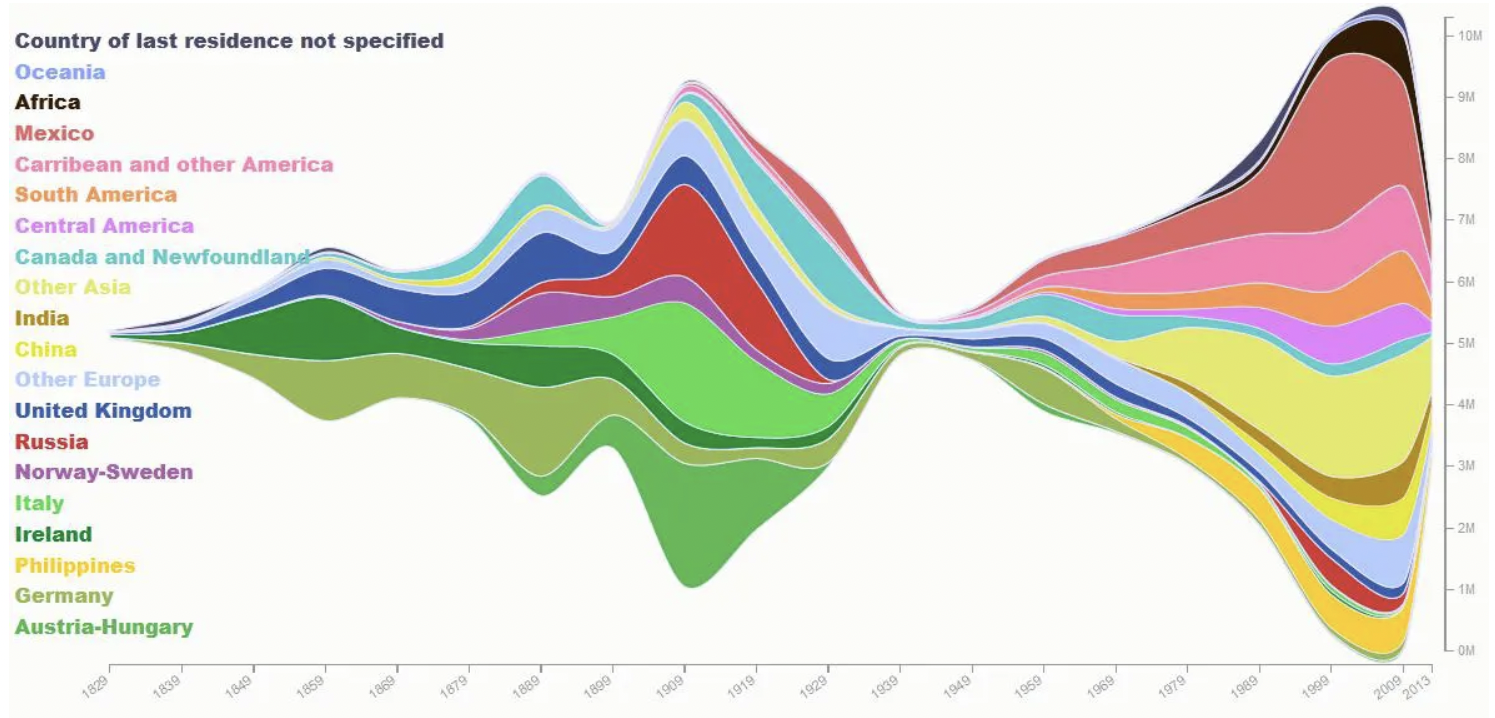 Country of last residence not specified
Oceania
Africa
Mexico
Carribean and other America
South America
Central America
Canada and Newfoundland
Other Asia
India
China
Other Europe
United Kingdom
Russia
Norway-Sweden
Italy
Ireland
Philippines
Germany
Austria-Hungary
10M
9M
8M
7M
6M
5M
4M
3M
2M
1M
0M
1829 1839 1849 1859 1869 1879 1889 1899 1909 1919 1929 1939 1949 1959 1969 1979 1989 1999 2009 2013